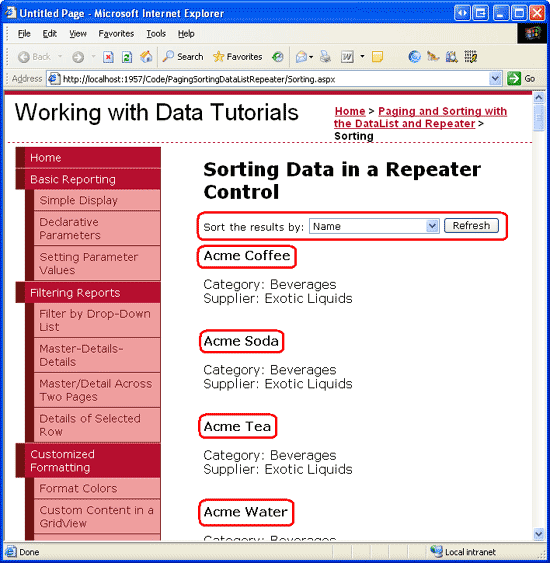 Untitled Page - Microsoft Internet Explorer
File Edit View Favorites Tools Help
Back Search Favorites
Address http://localhost:1957/Code/PagingSortingDataListRepeater/Sorting.aspx Go
Working with Data Tutorials
Home > Paging and Sorting with
the DataList and Repeater >
Sorting
Home
Basic Reporting
Simple Display
Declarative
Parameters
Setting Parameter
Values
Filtering Reports
Filter by Drop-Down
List
Master-Details-
Details
Master/Detail Across
Two Pages
Details of Selected
Row
Customized
Formatting
Format Colors
Custom Content in a
GridView
Sorting Data in a Repeater
Control
Sort the results by: Name Refresh
Acme Coffee
Category: Beverages
Supplier: Exotic Liquids
Acme Soda
Category: Beverages
Supplier: Exotic Liquids
Acme Tea
Category: Beverages
Supplier: Exotic Liquids
Acme Water
Category: Beverages
Done Local intranet